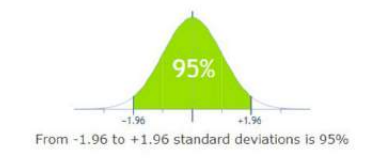 95%
-1.96 +1.96
From -1.96 to +1.96 standard deviations is 95%